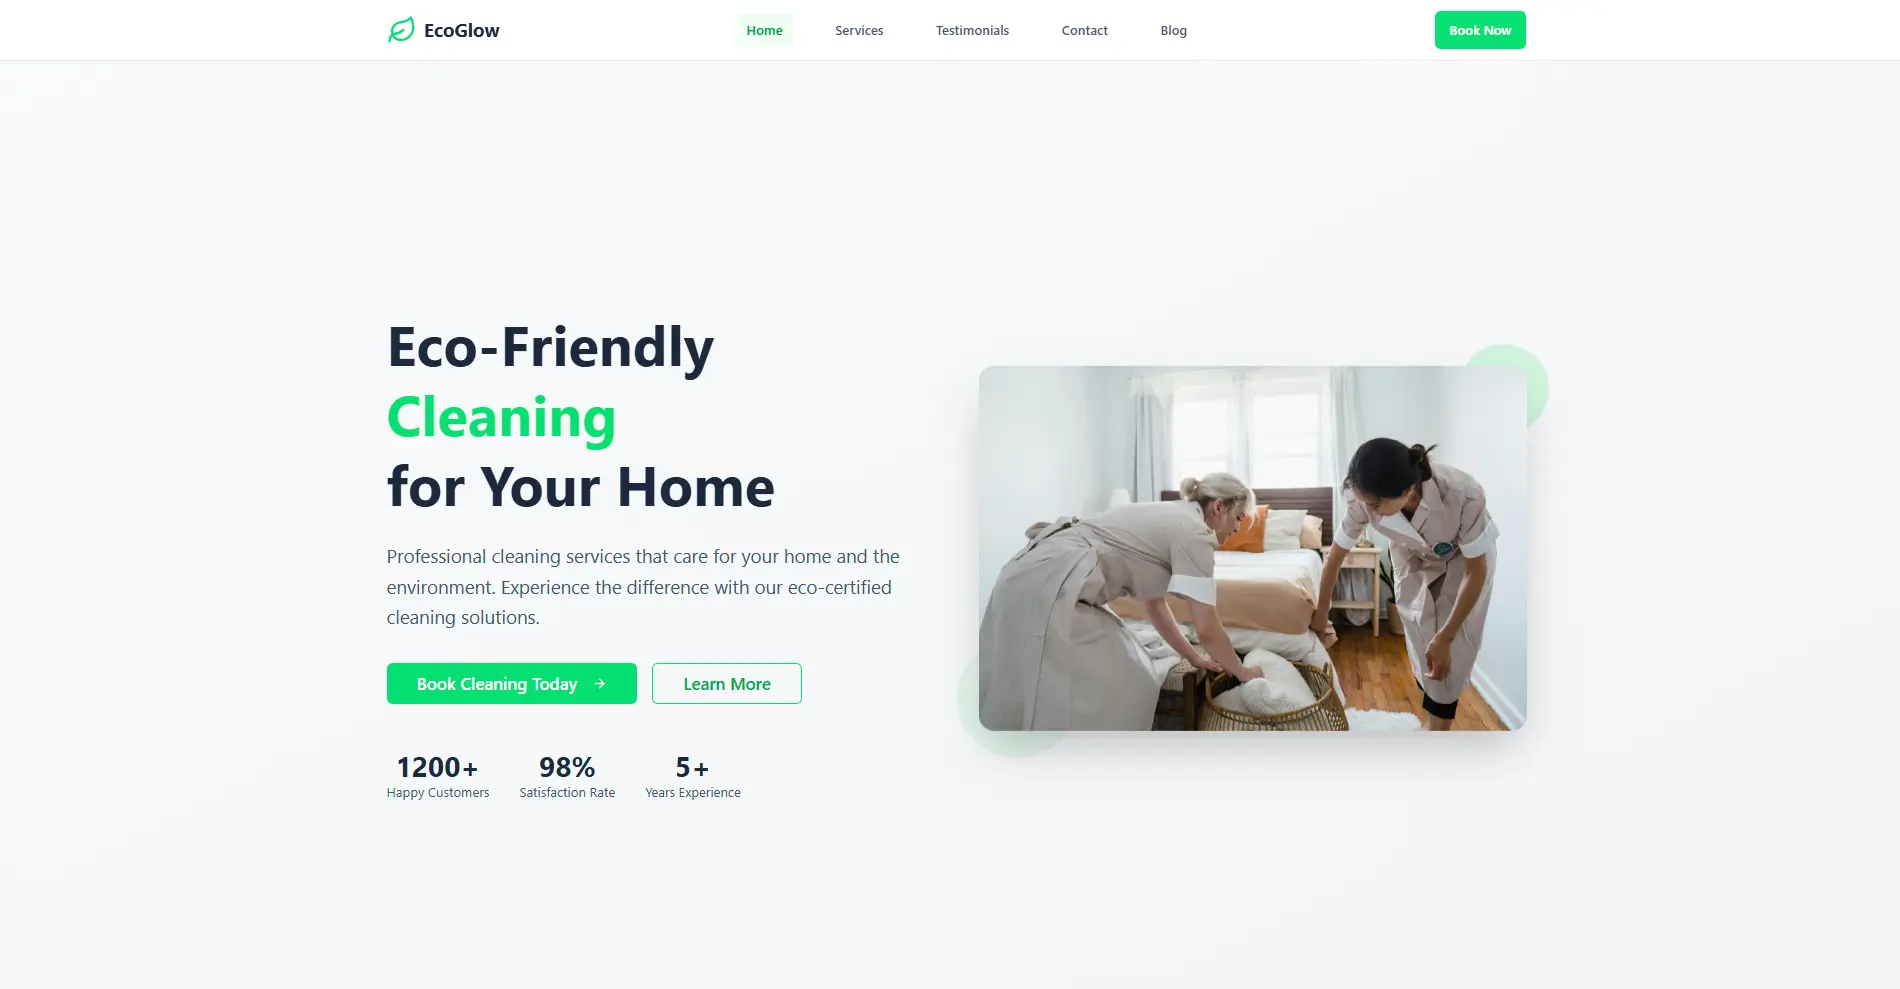 EcoGlow
Home
Services
Testimonials
Contact
Blog
Book Now
Eco-Friendly
Cleaning
for Your Home
Professional cleaning services that care for your home and the
environment. Experience the difference with our eco-certified
cleaning solutions.
Book Cleaning Today →
Learn More
1200+
Happy Customers
98%
Satisfaction Rate
5+
Years Experience